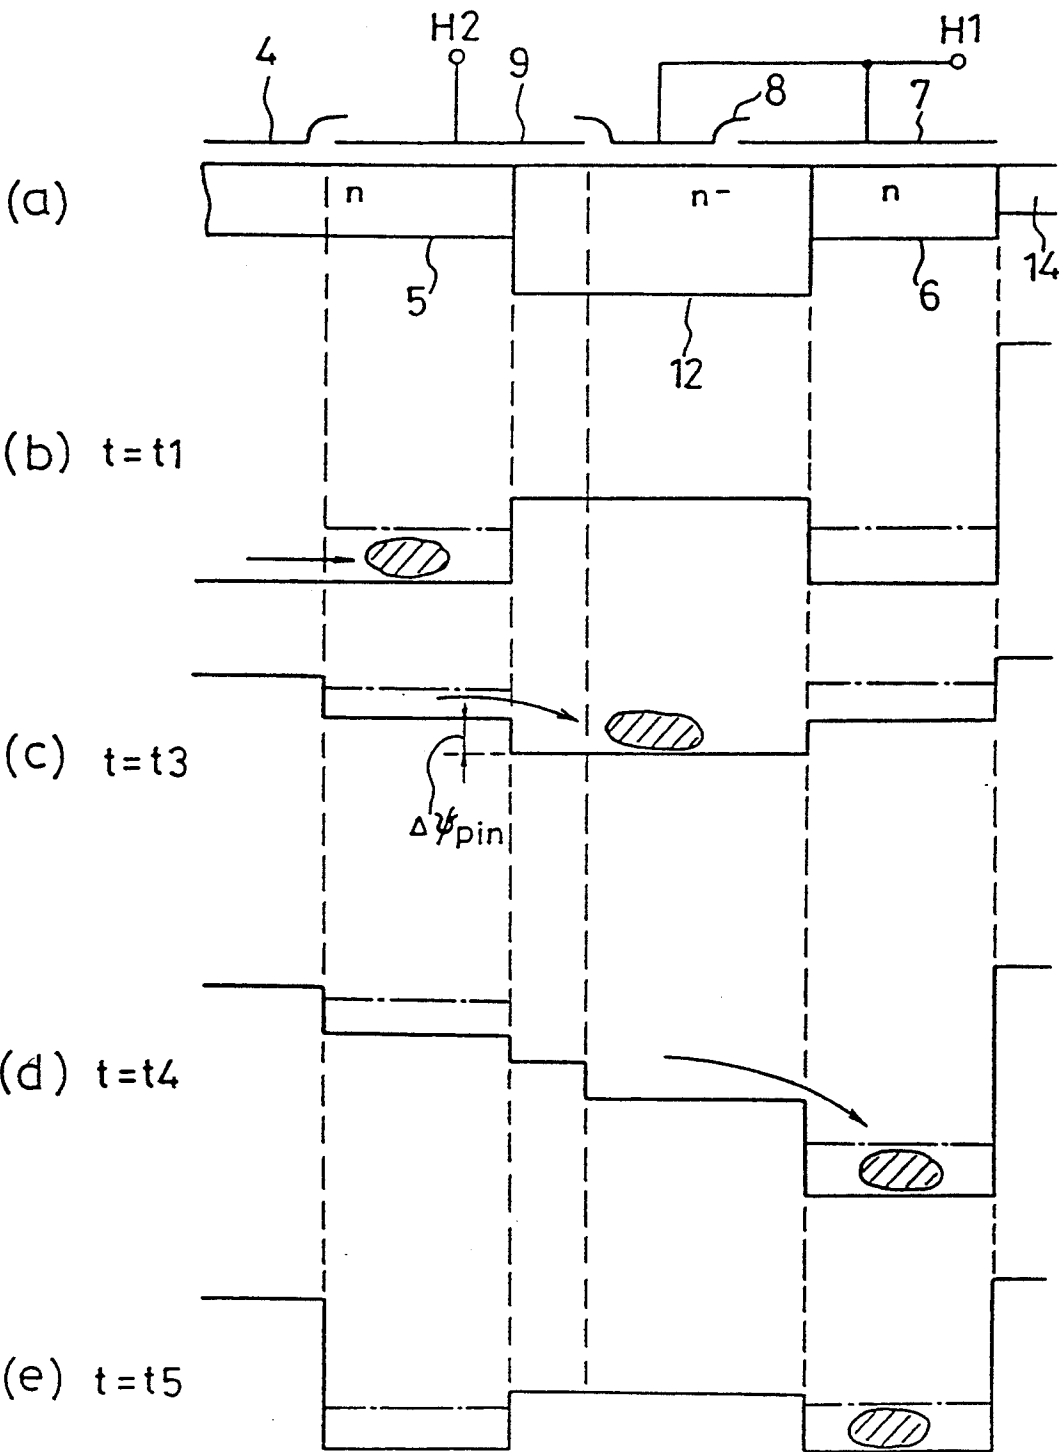 H2
H1
4
9
8
7
(a)
n
n-
n
5
12
6
14
(b) t=t1
(c) t=t3
Δψpin
(d) t=t4
(e) t=t5